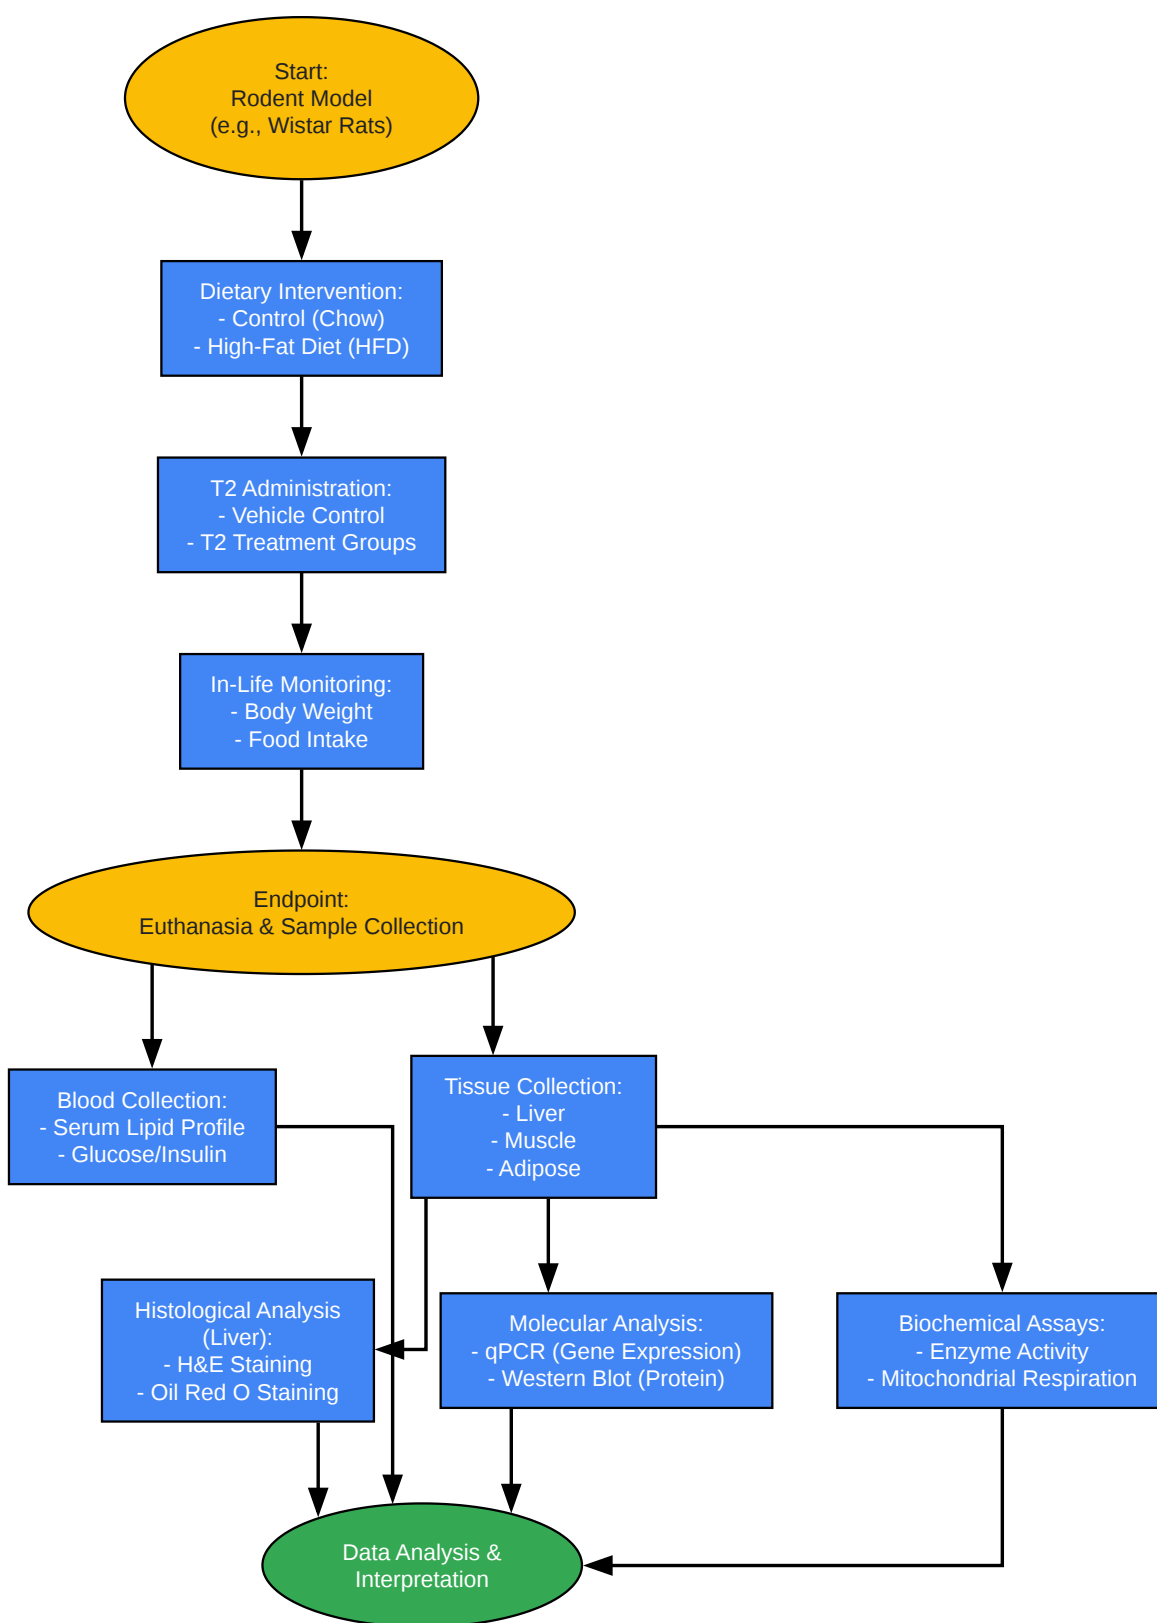 Start:
Rodent Model
(e.g., Wistar Rats)
Dietary Intervention:
- Control (Chow)
- High-Fat Diet (HFD)
T2 Administration:
- Vehicle Control
- T2 Treatment Groups
In-Life Monitoring:
- Body Weight
- Food Intake
Endpoint:
Euthanasia & Sample Collection
Blood Collection:
- Serum Lipid Profile
- Glucose/Insulin
Tissue Collection:
- Liver
- Muscle
- Adipose
Histological Analysis
(Liver):
- H&E Staining
- Oil Red O Staining
Molecular Analysis:
- qPCR (Gene Expression)
- Western Blot (Protein)
Biochemical Assays:
- Enzyme Activity
- Mitochondrial Respiration
Data Analysis &
Interpretation